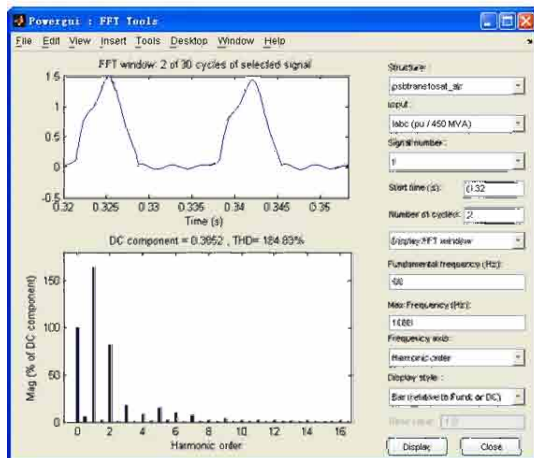 Powergui : FFT Tools
File Edit View Insert Tools Desktop Window Help
FFT window: 2 of 30 cycles of selected signal
1.5
1
0.5
0
-0.5
0.32 0.325 0.33 0.335 0.34 0.345 0.35
Time (s)
DC component = 0.3952 , THD= 184.83%
Mag (% of DC component)
150
100
50
0
0 2 4 6 8 10 12 14 16
Harmonic order
Structure :
psbtransfosat_str
Input :
Iabc (pu / 450 MVA)
Signal number :
1
Start time (s): 0.32
Number of cycles: 2
Display FFT window
Fundamental frequency (Hz):
60
Max Frequency (Hz):
1000
Frequency axis:
Harmonic order
Display style :
Bar (relative to Fund. or DC)
Base value: 1.0
Display Close